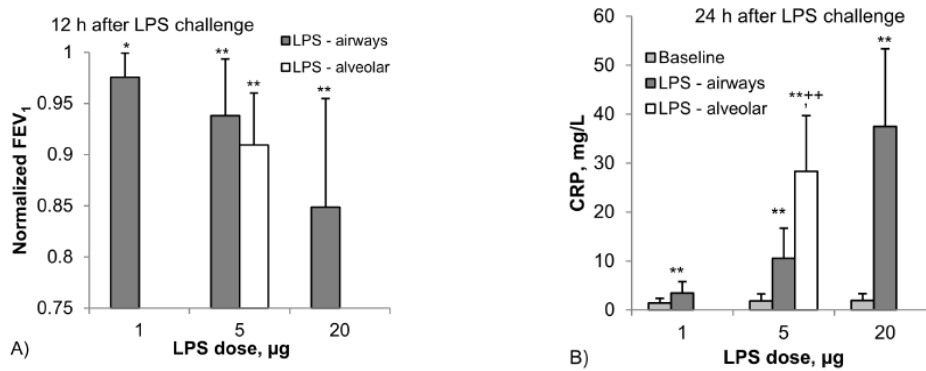 12 h after LPS challenge
LPS - airways
LPS - alveolar
*
**
**
**
1
0.95
0.9
0.85
0.8
0.75
Normalized FEV1
1 5 20
LPS dose, µg
A)
24 h after LPS challenge
Baseline
LPS - airways
LPS - alveolar
**
**
**++
**
60
50
40
30
20
10
0
CRP, mg/L
1 5 20
LPS dose, µg
B)